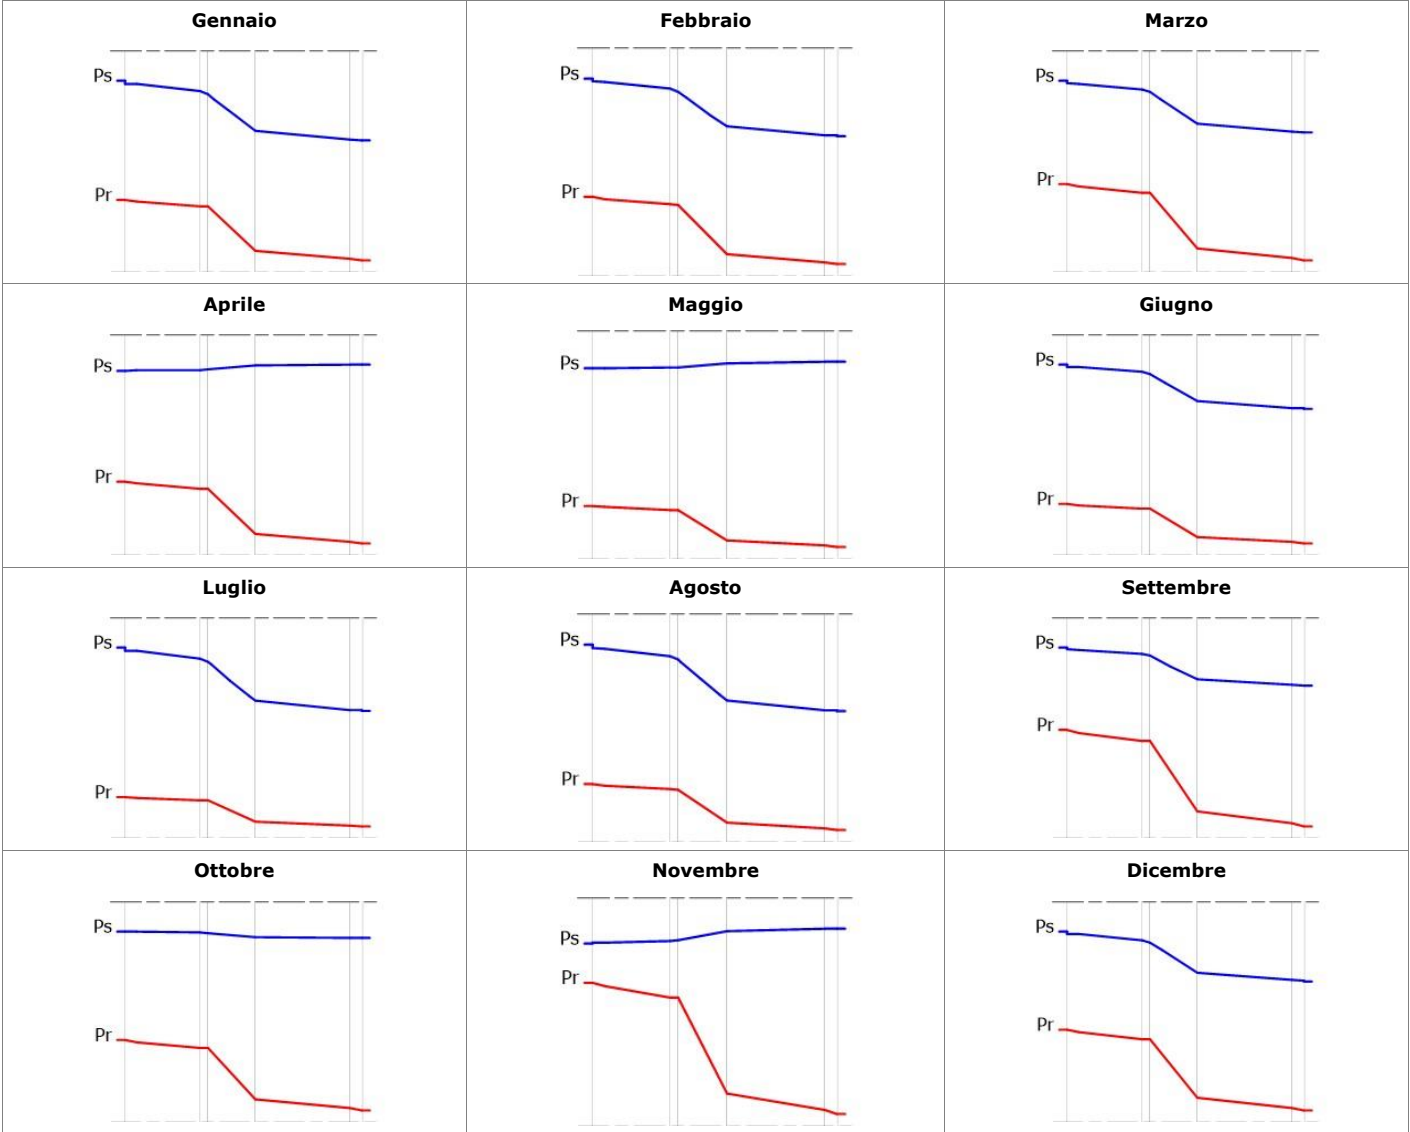 Gennaio
Febbraio
Marzo
Ps
Pr
Ps
Pr
Ps
Pr
Aprile
Maggio
Giugno
Ps
Pr
Ps
Pr
Ps
Pr
Luglio
Agosto
Settembre
Ps
Pr
Ps
Pr
Ps
Pr
Ottobre
Novembre
Dicembre
Ps
Pr
Ps
Pr
Ps
Pr